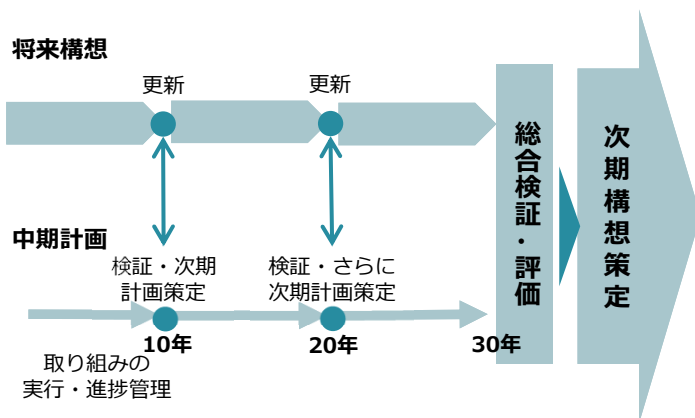 将来構想
更新
更新
中期計画
検証・次期
計画策定
検証・さらに
次期計画策定
10年
20年
30年
取り組みの
実行・進捗管理
総合検証・評価
次期構想策定